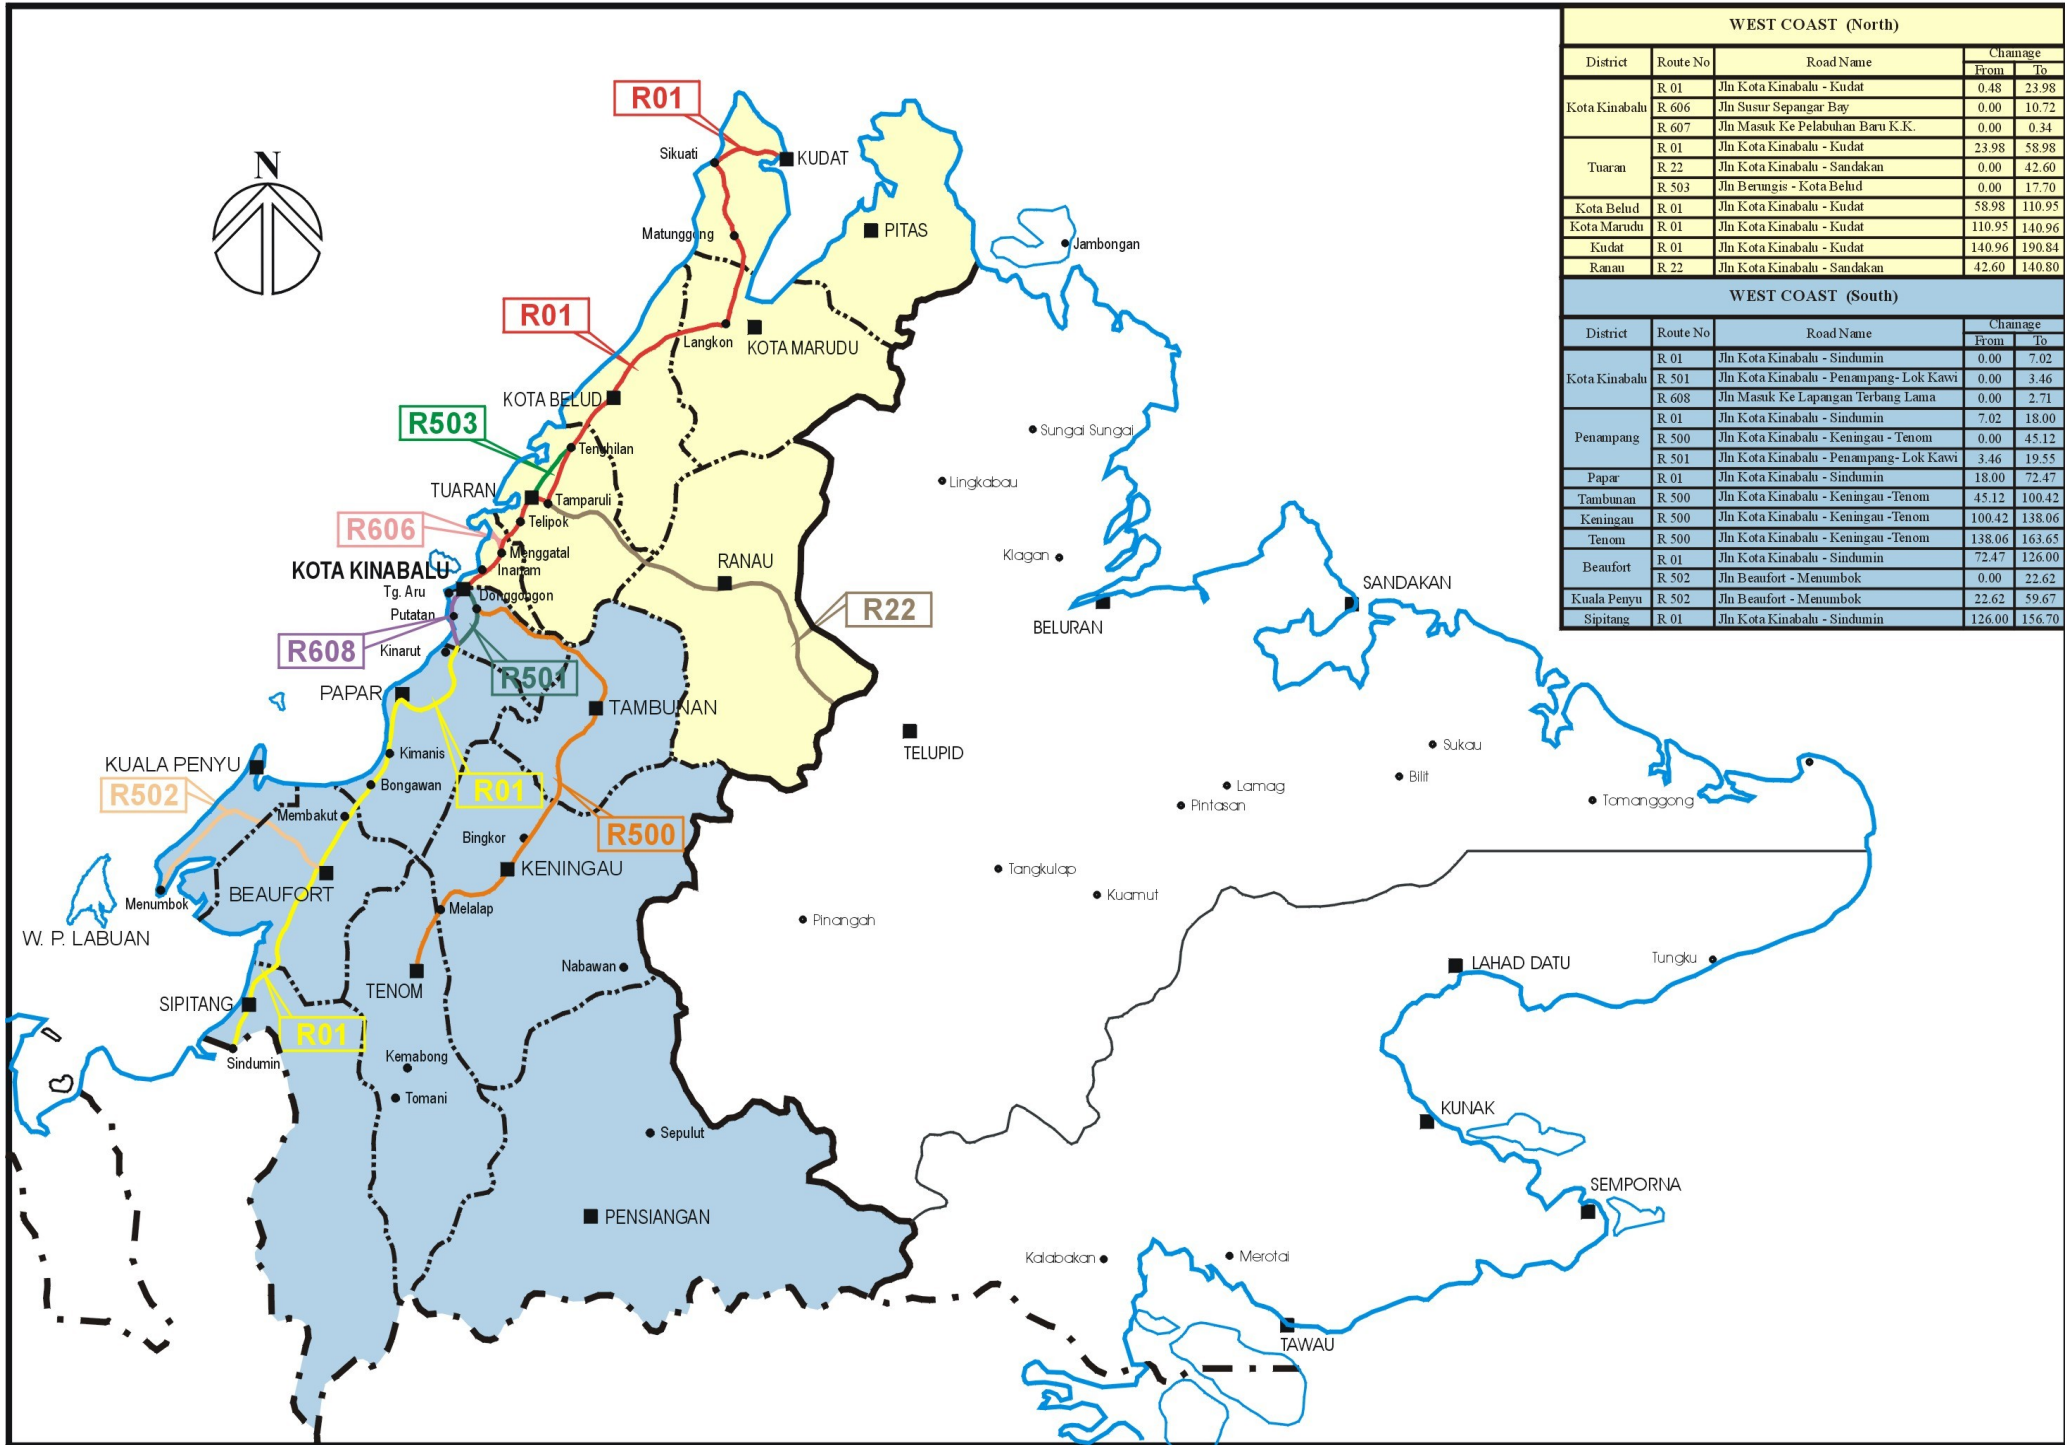 WEST COAST (North)
District Route No Road Name Chainage
From To
Kota Kinabalu R 01 Jln Kota Kinabalu - Kudat 0.48 23.98
R 606 Jln Susur Sepangar Bay 0.00 10.72
R 607 Jln Masuk Ke Pelabuhan Baru K.K. 0.00 0.34
Tuaran R 01 Jln Kota Kinabalu - Kudat 23.98 58.98
R 22 Jln Kota Kinabalu - Sandakan 0.00 42.60
R 503 Jln Berungis - Kota Belud 0.00 17.70
Kota Belud R 01 Jln Kota Kinabalu - Kudat 58.98 110.95
Kota Marudu R 01 Jln Kota Kinabalu - Kudat 110.95 140.96
Kudat R 01 Jln Kota Kinabalu - Kudat 140.96 190.84
Ranau R 22 Jln Kota Kinabalu - Sandakan 42.60 140.80
WEST COAST (South)
District Route No Road Name Chainage
From To
Kota Kinabalu R 01 Jln Kota Kinabalu - Sindumin 0.00 7.02
R 501 Jln Kota Kinabalu - Penampang- Lok Kawi 0.00 3.46
R 608 Jln Masuk Ke Lapangan Terbang Lama 0.00 2.71
Penampang R 01 Jln Kota Kinabalu - Sindumin 7.02 18.00
R 500 Jln Kota Kinabalu - Keningau - Tenom 0.00 45.12
R 501 Jln Kota Kinabalu - Penampang- Lok Kawi 3.46 19.55
Papar R 01 Jln Kota Kinabalu - Sindumin 18.00 72.47
Tambunan R 500 Jln Kota Kinabalu - Keningau -Tenom 45.12 100.42
Keningau R 500 Jln Kota Kinabalu - Keningau -Tenom 100.42 138.06
Tenom R 500 Jln Kota Kinabalu - Keningau -Tenom 138.06 163.65
Beaufort R 01 Jln Kota Kinabalu - Sindumin 72.47 126.00
R 502 Jln Beaufort - Menumbok 0.00 22.62
Kuala Penyu R 502 Jln Beaufort - Menumbok 22.62 59.67
Sipitang R 01 Jln Kota Kinabalu - Sindumin 126.00 156.70
N
R01
Sikuati
KUDAT
Matunggong
PITAS
Jambongan
R01
Langkon
KOTA MARUDU
KOTA BELUD
R503
Tenghilan
Sungai Sungai
Lingkabau
TUARAN
Tamparuli
R606
Telipok
Menggatal
Klagan
KOTA KINABALU
Inanam
RANAU
SANDAKAN
Tg. Aru
Donggongon
R22
Putatan
BELURAN
R608
Kinarut
R501
PAPAR
TAMBUNAN
TELUPID
Sukau
Kimanis
KUALA PENYU
Bongawan
R01
R502
Bilit
Lamag
Pintasan
Tomanggong
Membakut
Bingkor
R500
KENINGAU
Tangkulap
BEAUFORT
Kuamut
Menumbok
Melalap
Pinangah
W. P. LABUAN
Nabawan
LAHAD DATU
Tungku
TENOM
SIPITANG
R01
Sindumin
Kemabong
Tomani
KUNAK
Sepulut
SEMPORNA
PENSIANGAN
Kalabakan
Merotai
TAWAU